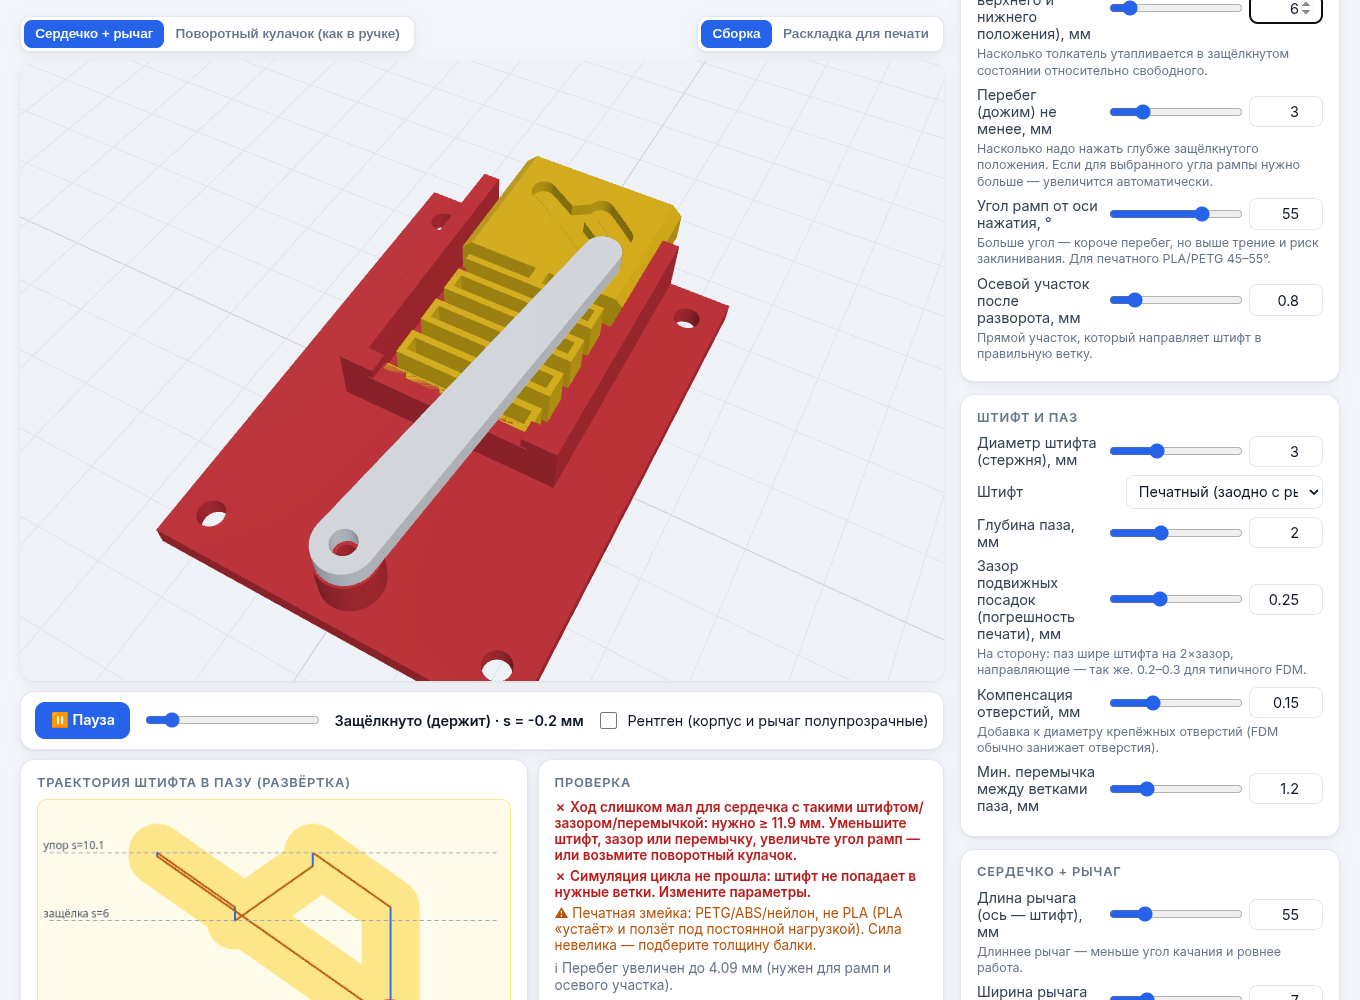 Сердечко + рычаг
Поворотный кулачок (как в ручке)
Сборка
Раскладка для печати
⏸ Пауза
Защёлкнуто (держит) · s = -0.2 мм
Рентген (корпус и рычаг полупрозрачные)
ТРАЕКТОРИЯ ШТИФТА В ПАЗУ (РАЗВЁРТКА)
упор s=10.1
защёлка s=6
ПРОВЕРКА
× Ход слишком мал для сердечка с такими штифтом/
зазором/перемычкой: нужно ≥ 11.9 мм. Уменьшите
штифт, зазор или перемычку, увеличьте угол рамп —
или возьмите поворотный кулачок.
× Симуляция цикла не прошла: штифт не попадает в
нужные ветки. Измените параметры.
⚠ Печатная змейка: PETG/ABS/нейлон, не PLA (PLA
«устаёт» и ползёт под постоянной нагрузкой). Сила
невелика — подберите толщину балки.
i Перебег увеличен до 4.09 мм (нужен для рамп и
осевого участка).
верхнего и
нижнего
положения), мм
6
Насколько толкатель утапливается в защёлкнутом
состоянии относительно свободного.
Перебег
(дожим) не
менее, мм
3
Насколько надо нажать глубже защёлкнутого
положения. Если для выбранного угла рампы нужно
больше — увеличится автоматически.
Угол рамп от оси
нажатия, °
55
Больше угол — короче перебег, но выше трение и риск
заклинивания. Для печатного PLA/PETG 45–55°.
Осевой участок
после
разворота, мм
0.8
Прямой участок, который направляет штифт в
правильную ветку.
ШТИФТ И ПАЗ
Диаметр штифта
(стержня), мм
3
Штифт
Печатный (заодно с
Глубина паза,
мм
2
Зазор
подвижных
посадок
(погрешность
печати), мм
0.25
На сторону: паз шире штифта на 2×зазор,
направляющие — так же. 0.2–0.3 для типичного FDM.
Компенсация
отверстий, мм
0.15
Добавка к диаметру крепёжных отверстий (FDM
обычно занижает отверстия).
Мин. перемычка
между ветками
паза, мм
1.2
СЕРДЕЧКО + РЫЧАГ
Длина рычага
(ось — штифт),
мм
55
Длиннее рычаг — меньше угол качания и ровнее
работа.
Ширина рычага
7